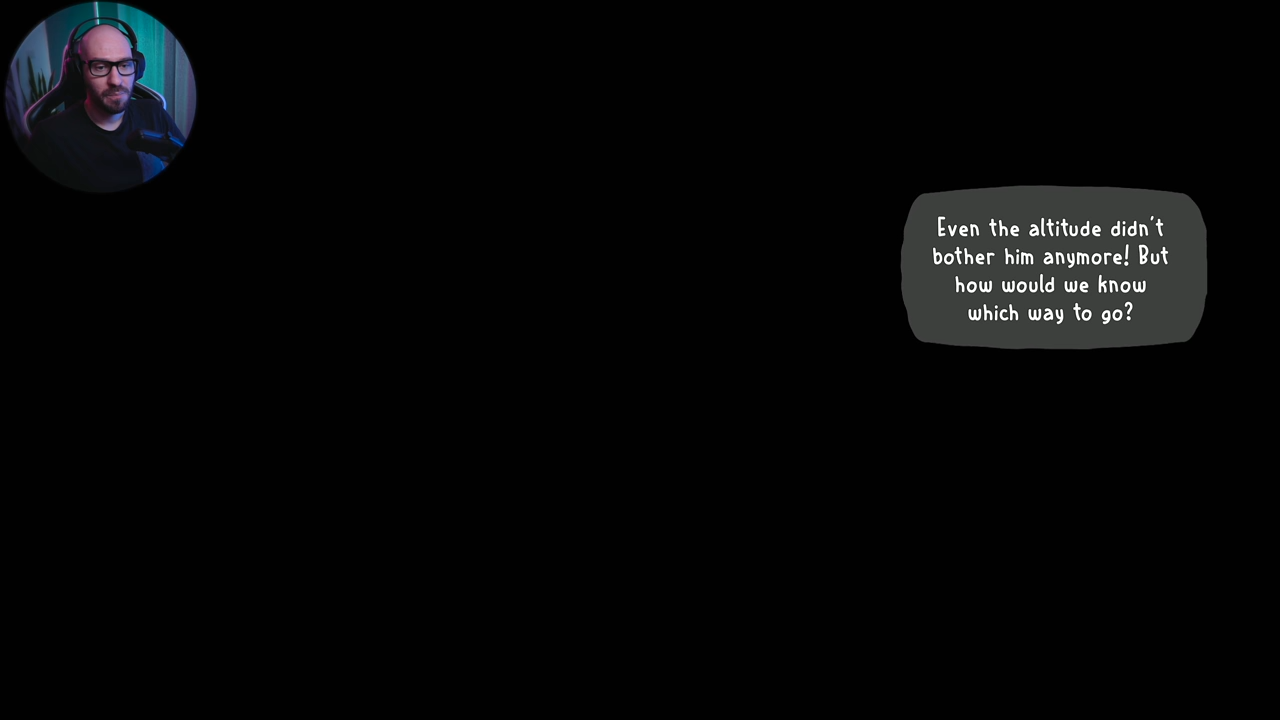 Even the altitude didn't
bother him anymore! But
how would we know
which way to go?